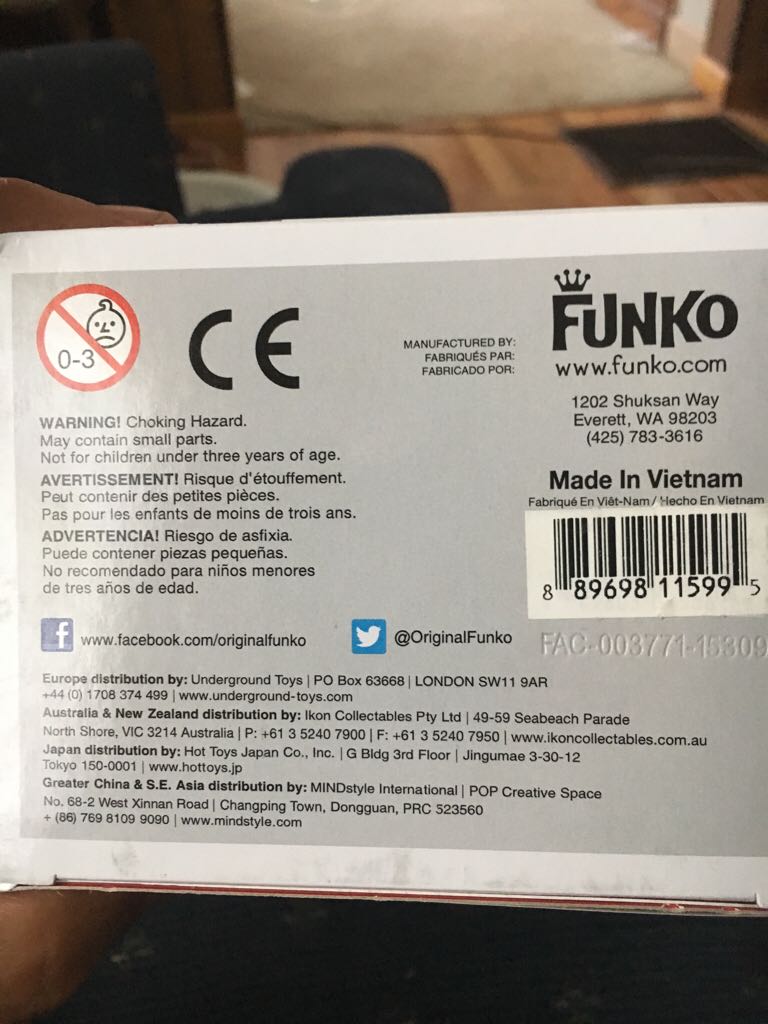 0-3
CE
MANUFACTURED BY:
FABRIQUÉS PAR:
FABRICADO POR:
FUNKO
www.funko.com
1202 Shuksan Way
Everett, WA 98203
(425) 783-3616
WARNING! Choking Hazard.
May contain small parts.
Not for children under three years of age.
AVERTISSEMENT! Risque d'étouffement.
Peut contenir des petites pièces.
Pas pour les enfants de moins de trois ans.
ADVERTENCIA! Riesgo de asfixia.
Puede contener piezas pequeñas.
No recomendado para niños menores
de tres años de edad.
Made In Vietnam
Fabriqué En Viêt-Nam / Hecho En Vietnam
8 89698 11599 5
f www.facebook.com/originalfunko
@OriginalFunko
FAC-003771-15309
Europe distribution by: Underground Toys | PO Box 63668 | LONDON SW11 9AR
+44 (0) 1708 374 499 | www.underground-toys.com
Australia & New Zealand distribution by: Ikon Collectables Pty Ltd | 49-59 Seabeach Parade
North Shore, VIC 3214 Australia | P: +61 3 5240 7900 | F: +61 3 5240 7950 | www.ikoncollectables.com.au
Japan distribution by: Hot Toys Japan Co., Inc. | G Bldg 3rd Floor | Jingumae 3-30-12
Tokyo 150-0001 | www.hottoys.jp
Greater China & S.E. Asia distribution by: MINDstyle International | POP Creative Space
No. 68-2 West Xinnan Road | Changping Town, Dongguan, PRC 523560
+ (86) 769 8109 9090 | www.mindstyle.com